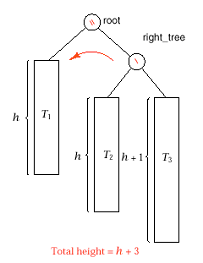 root
right_tree
h
T1
h
T2
h + 1
T3
Total height = h + 3